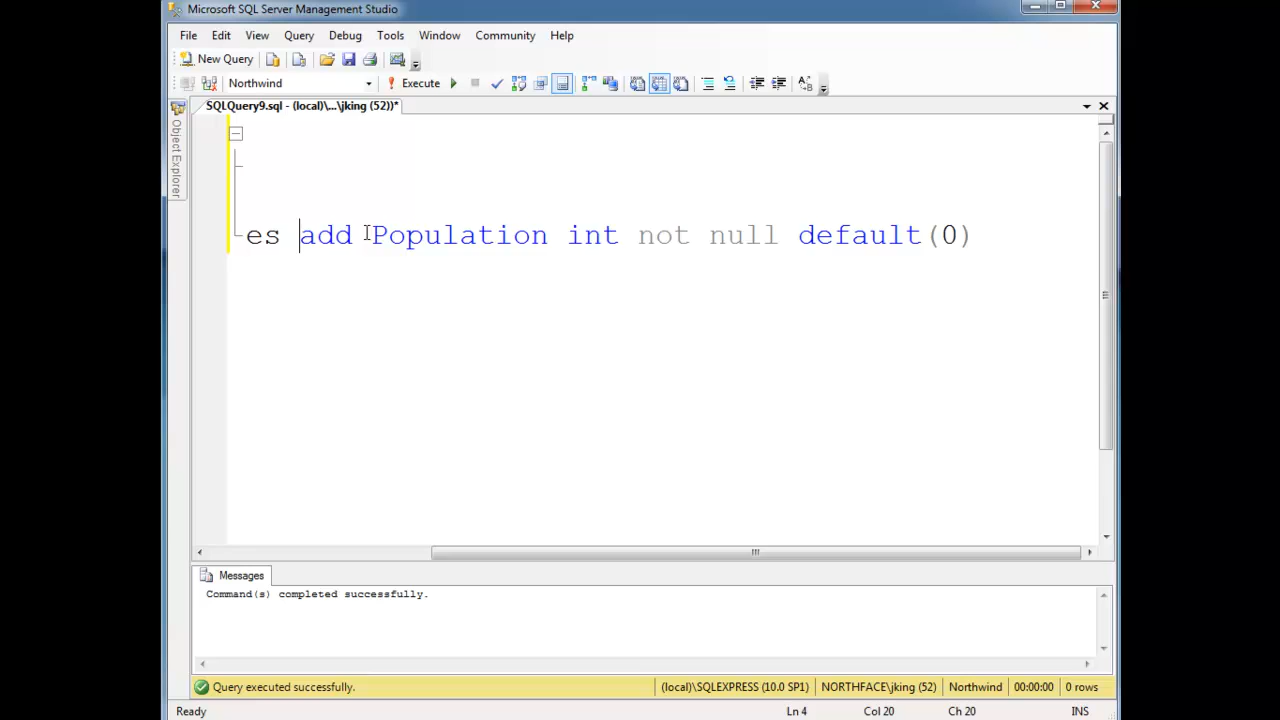 Microsoft SQL Server Management Studio
File Edit View Query Debug Tools Window Community Help
New Query
Northwind Execute
SQLQuery9.sql - (local)\...\jking (52))*
Object Explorer
es add Population int not null default(0)
Messages
Command(s) completed successfully.
Query executed successfully. (local)\SQLEXPRESS (10.0 SP1) NORTHFACE\jking (52) Northwind 00:00:00 0 rows
Ready Ln 4 Col 20 Ch 20 INS